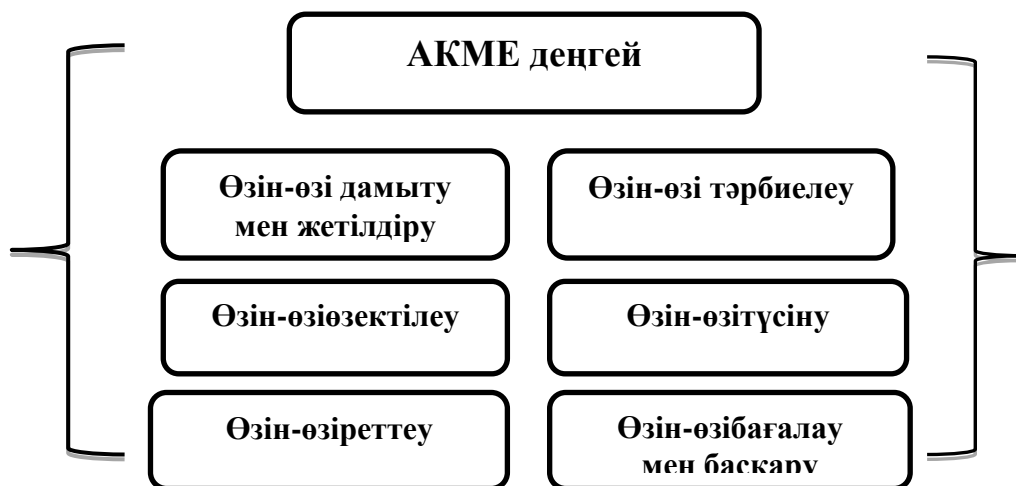 АКМЕ деңгей
Өзін-өзі дамыту
мен жетілдіру
Өзін-өзі тәрбиелеу
Өзін-өзіөзектілеу
Өзін-өзітүсіну
Өзін-өзіреттеу
Өзін-өзібағалау
мен басқару